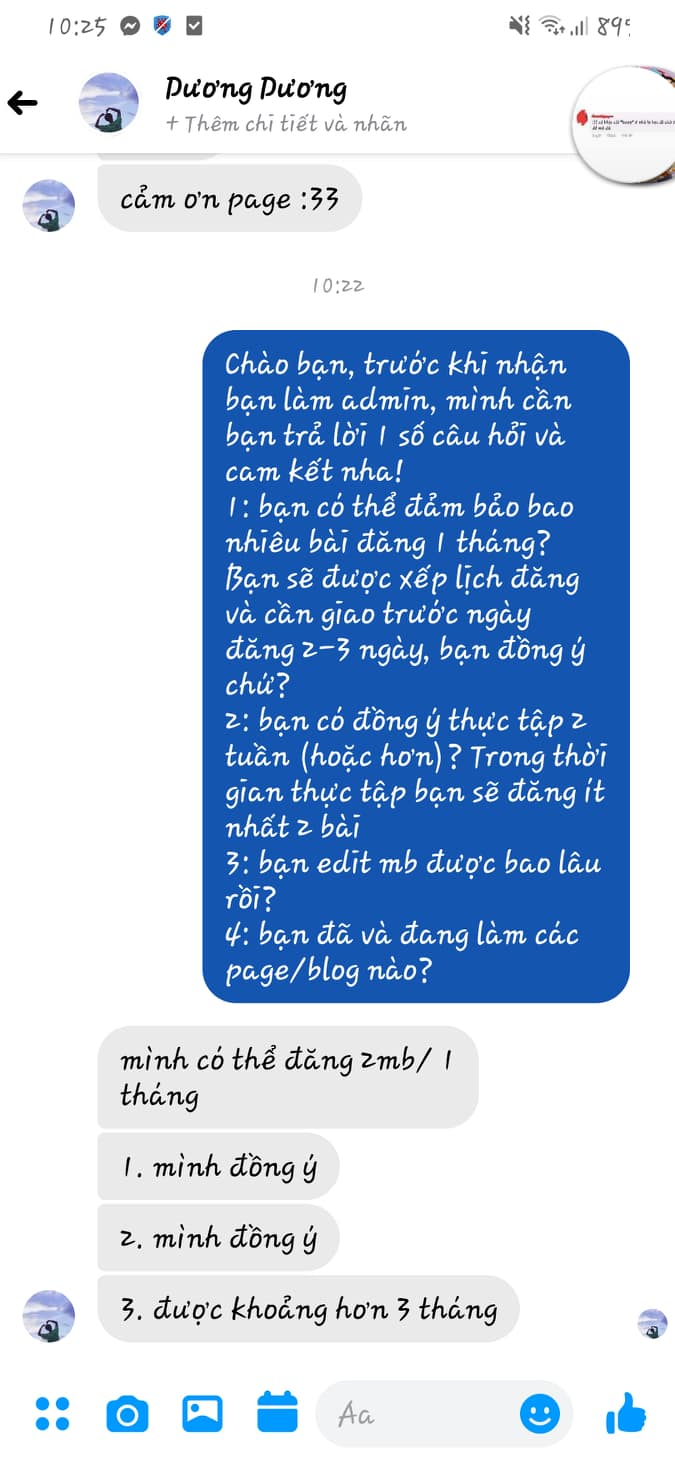 10:25
89%
Dương Dương
+ Thêm chi tiết và nhãn
cảm ơn page :33
10:22
Chào bạn, trước khi nhận
bạn làm admin, mình cần
bạn trả lời 1 số câu hỏi và
cam kết nha!
1: bạn có thể đảm bảo bao
nhiêu bài đăng 1 tháng?
Bạn sẽ được xếp lịch đăng
và cần giao trước ngày
đăng 2-3 ngày, bạn đồng ý
chứ?
2: bạn có đồng ý thực tập 2
tuần (hoặc hơn)? Trong thời
gian thực tập bạn sẽ đăng ít
nhất 2 bài
3: bạn edit mb được bao lâu
rồi?
4: bạn đã và đang làm các
page/blog nào?
mình có thể đăng 2mb/ 1
tháng
1. mình đồng ý
2. mình đồng ý
3. được khoảng hơn 3 tháng
Aa